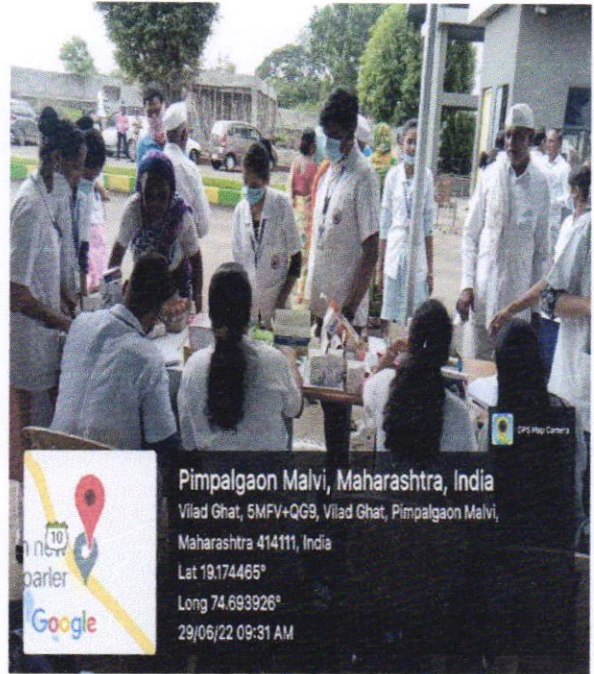 GPS Map Camera
Pimpalgaon Malvi, Maharashtra, India
Vilad Ghat, 5MFV+QG9, Vilad Ghat, Pimpalgaon Malvi,
Maharashtra 414111, India
Lat 19.174465°
Long 74.693926°
29/06/22 09:31 AM
10
parler
Google